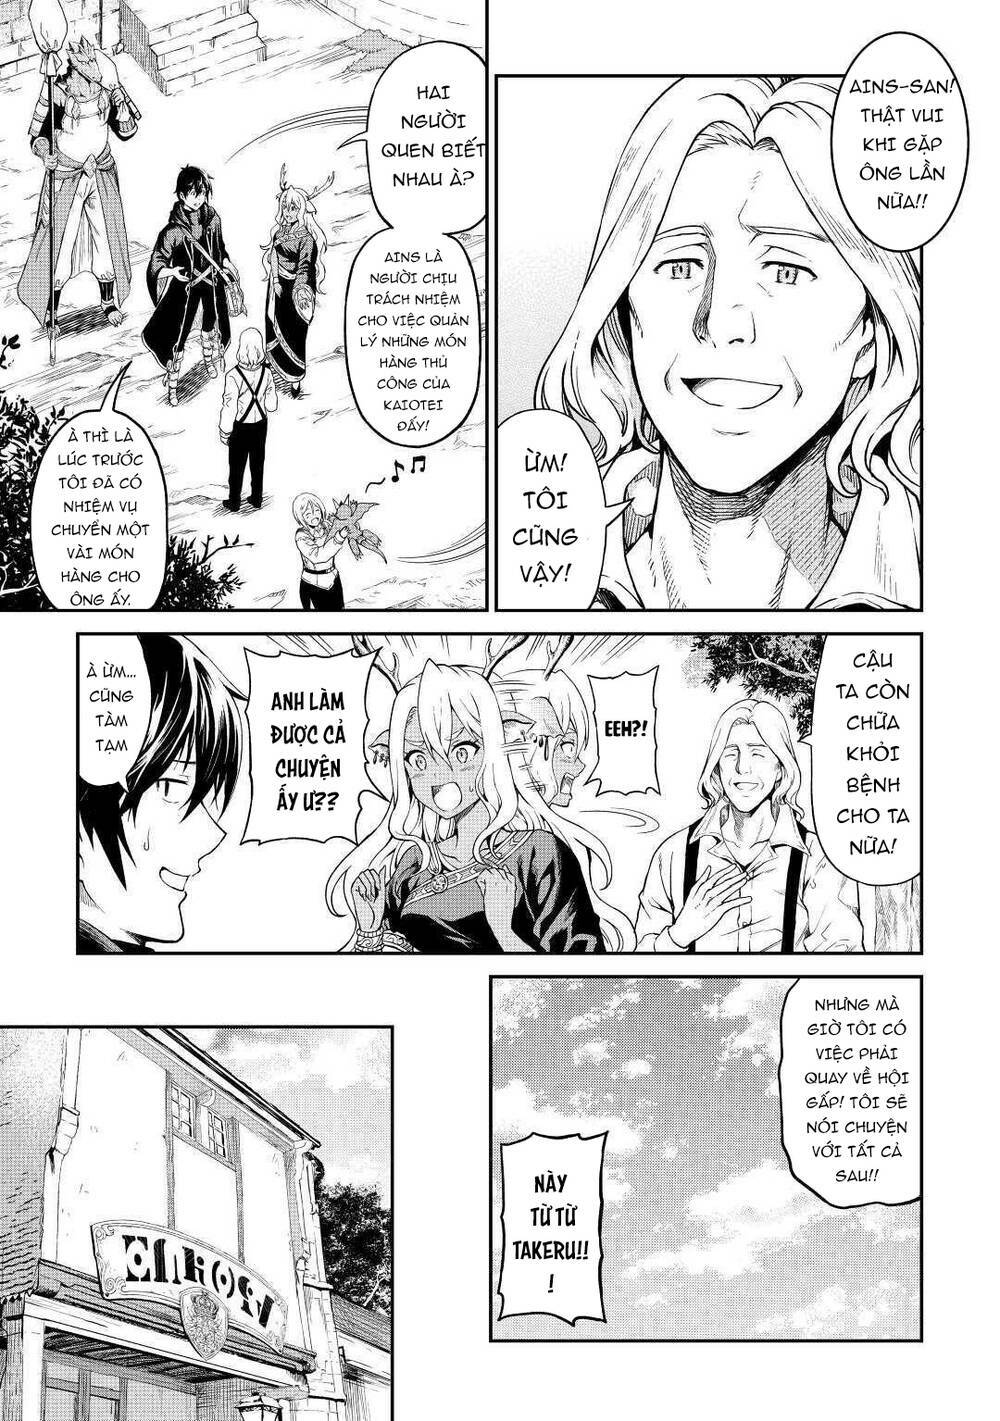 AINS-SAN!
THẬT VUI
KHI GẶP
ÔNG LẦN
NỮA!!
ỪM!
TÔI
CŨNG
VẬY!
HAI
NGƯỜI
QUEN BIẾT
NHAU À?
AINS LÀ
NGƯỜI CHỊU
TRÁCH NHIỆM
CHO VIỆC QUẢN
LÝ NHỮNG MÓN
HÀNG THỦ
CÔNG CỦA
KAIOTEI
ĐẤY!
À THÌ LÀ
LÚC TRƯỚC
TÔI ĐÃ CÓ
NHIỆM VỤ
CHUYỂN MỘT
VÀI MÓN
HÀNG CHO
ÔNG ẤY.
CẬU
TA CÒN
CHỮA
KHỎI
BỆNH
CHO TA
NỮA!
EEH?!
ANH LÀM
ĐƯỢC CẢ
CHUYỆN
ẤY Ư??
À ỪM...
CŨNG
TÀM
TẠM
NHƯNG MÀ
GIỜ TÔI CÓ
VIỆC PHẢI
QUAY VỀ HỘI
GẤP! TÔI SẼ
NÓI CHUYỆN
VỚI TẤT CẢ
SAU!!
NÀY
TỪ TỪ
TAKERU!!
!